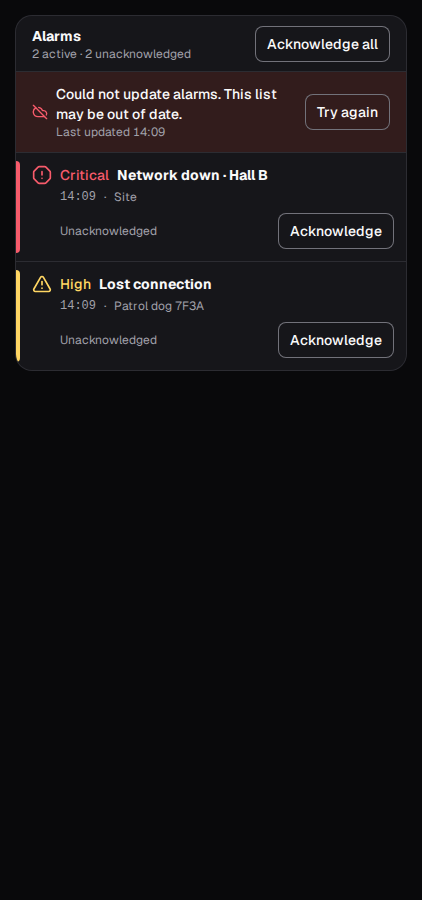 Alarms
2 active · 2 unacknowledged
Acknowledge all
Could not update alarms. This list
may be out of date.
Last updated 14:09
Try again
Critical Network down · Hall B
14:09 · Site
Unacknowledged
Acknowledge
High Lost connection
14:09 · Patrol dog 7F3A
Unacknowledged
Acknowledge